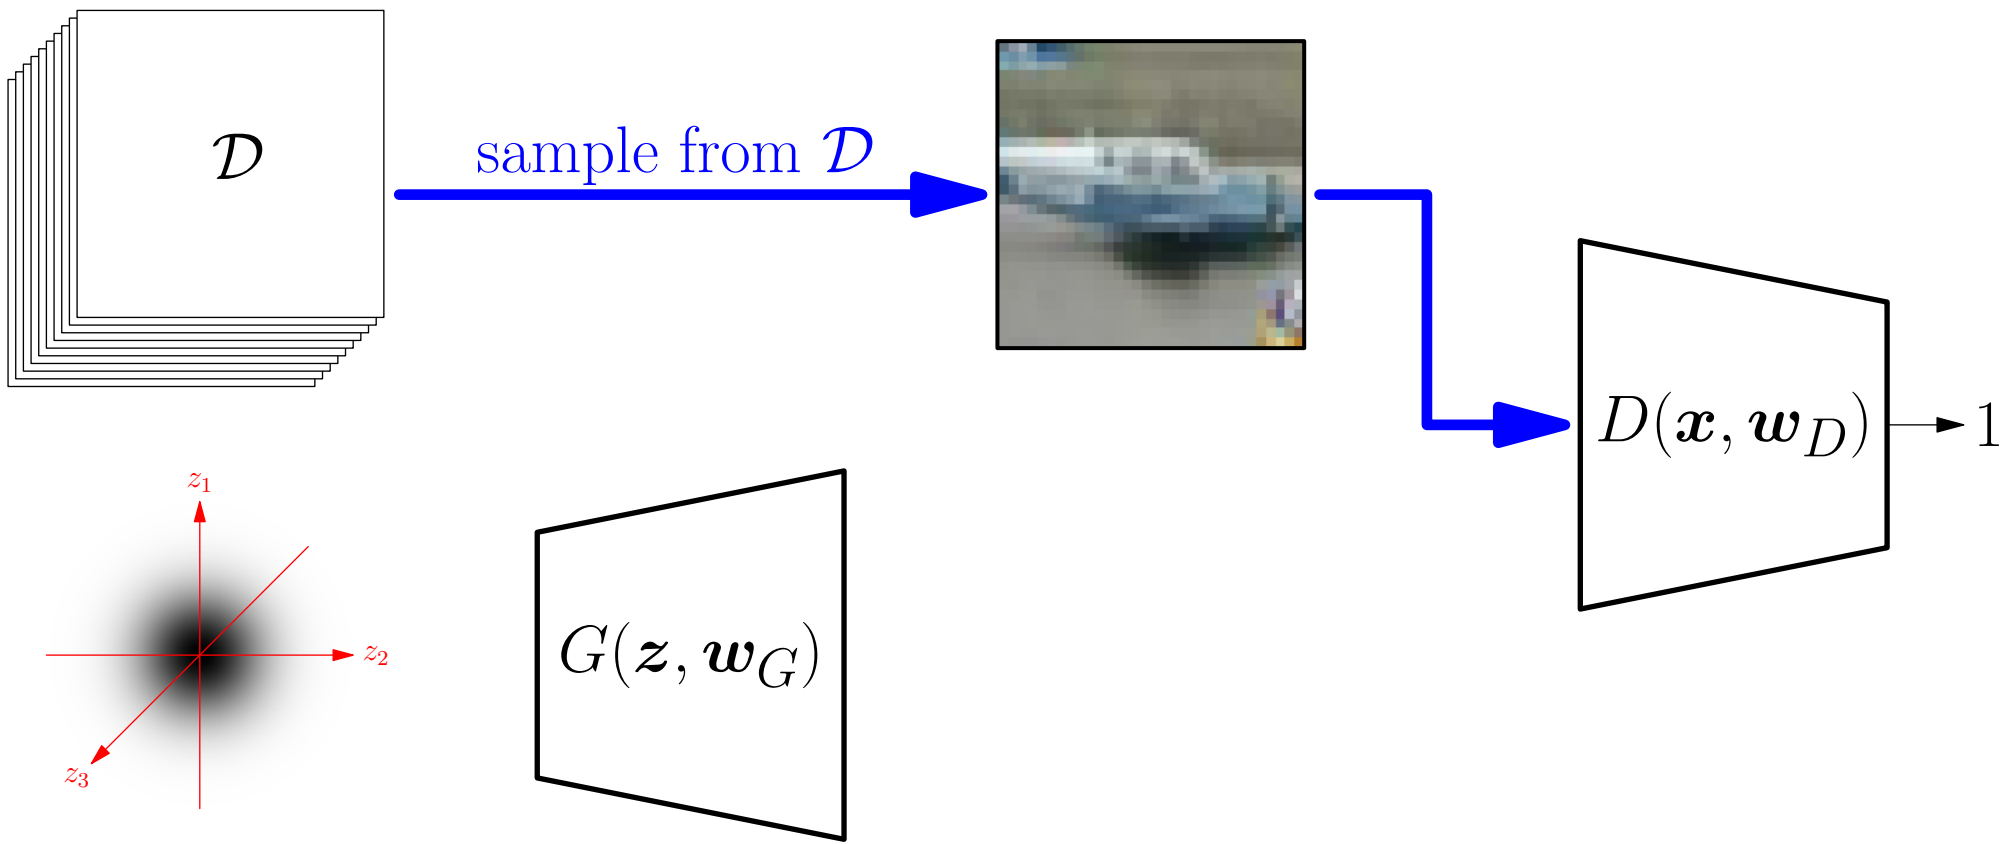 𝒟
sample from 𝒟
D(x, w_D)
1
z_1
z_2
z_3
G(z, w_G)